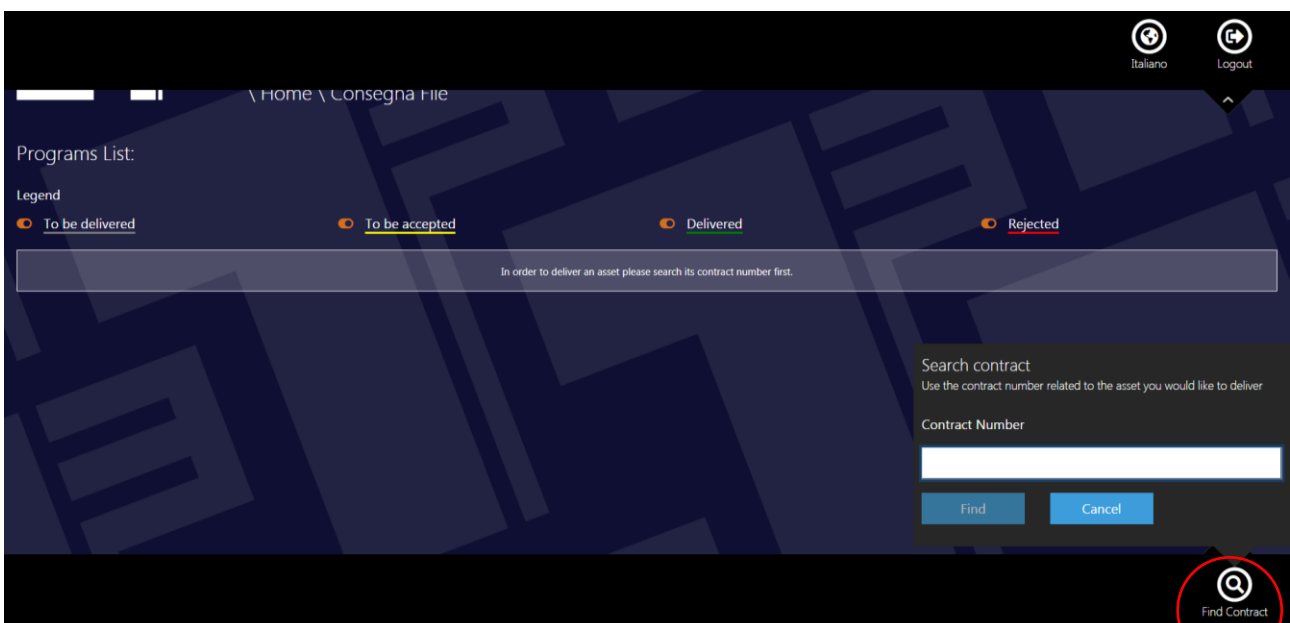 Italiano
Logout
\ Home \ Consegna File
Programs List:
Legend
To be delivered
To be accepted
Delivered
Rejected
In order to deliver an asset please search its contract number first.
Search contract
Use the contract number related to the asset you would like to deliver
Contract Number
Find
Cancel
Find Contract